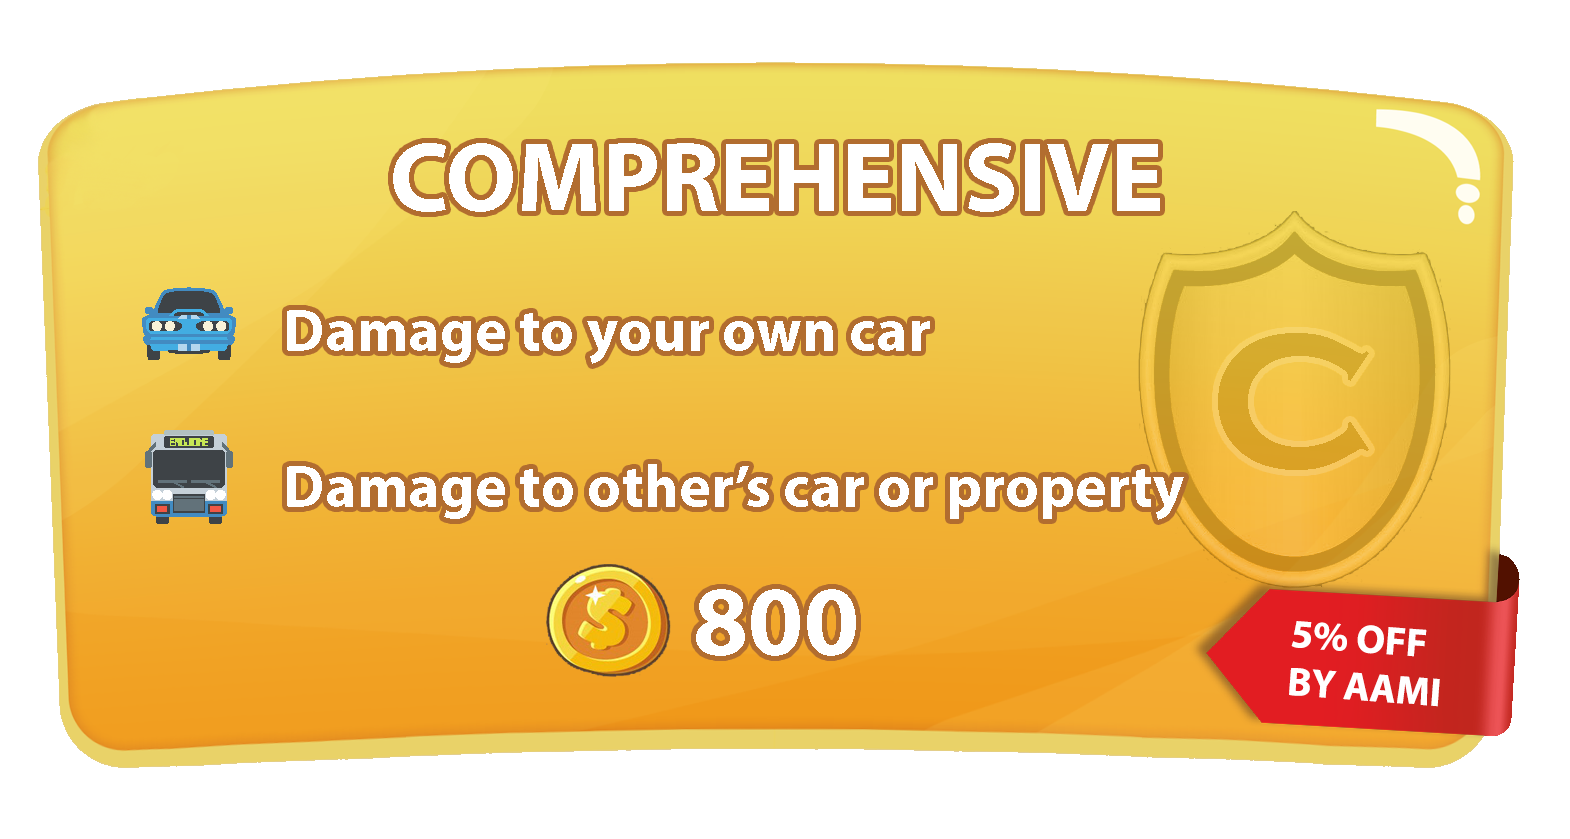 COMPREHENSIVE
Damage to your own car
Damage to other’s car or property
C
$ 800
5% OFF
BY AAMI